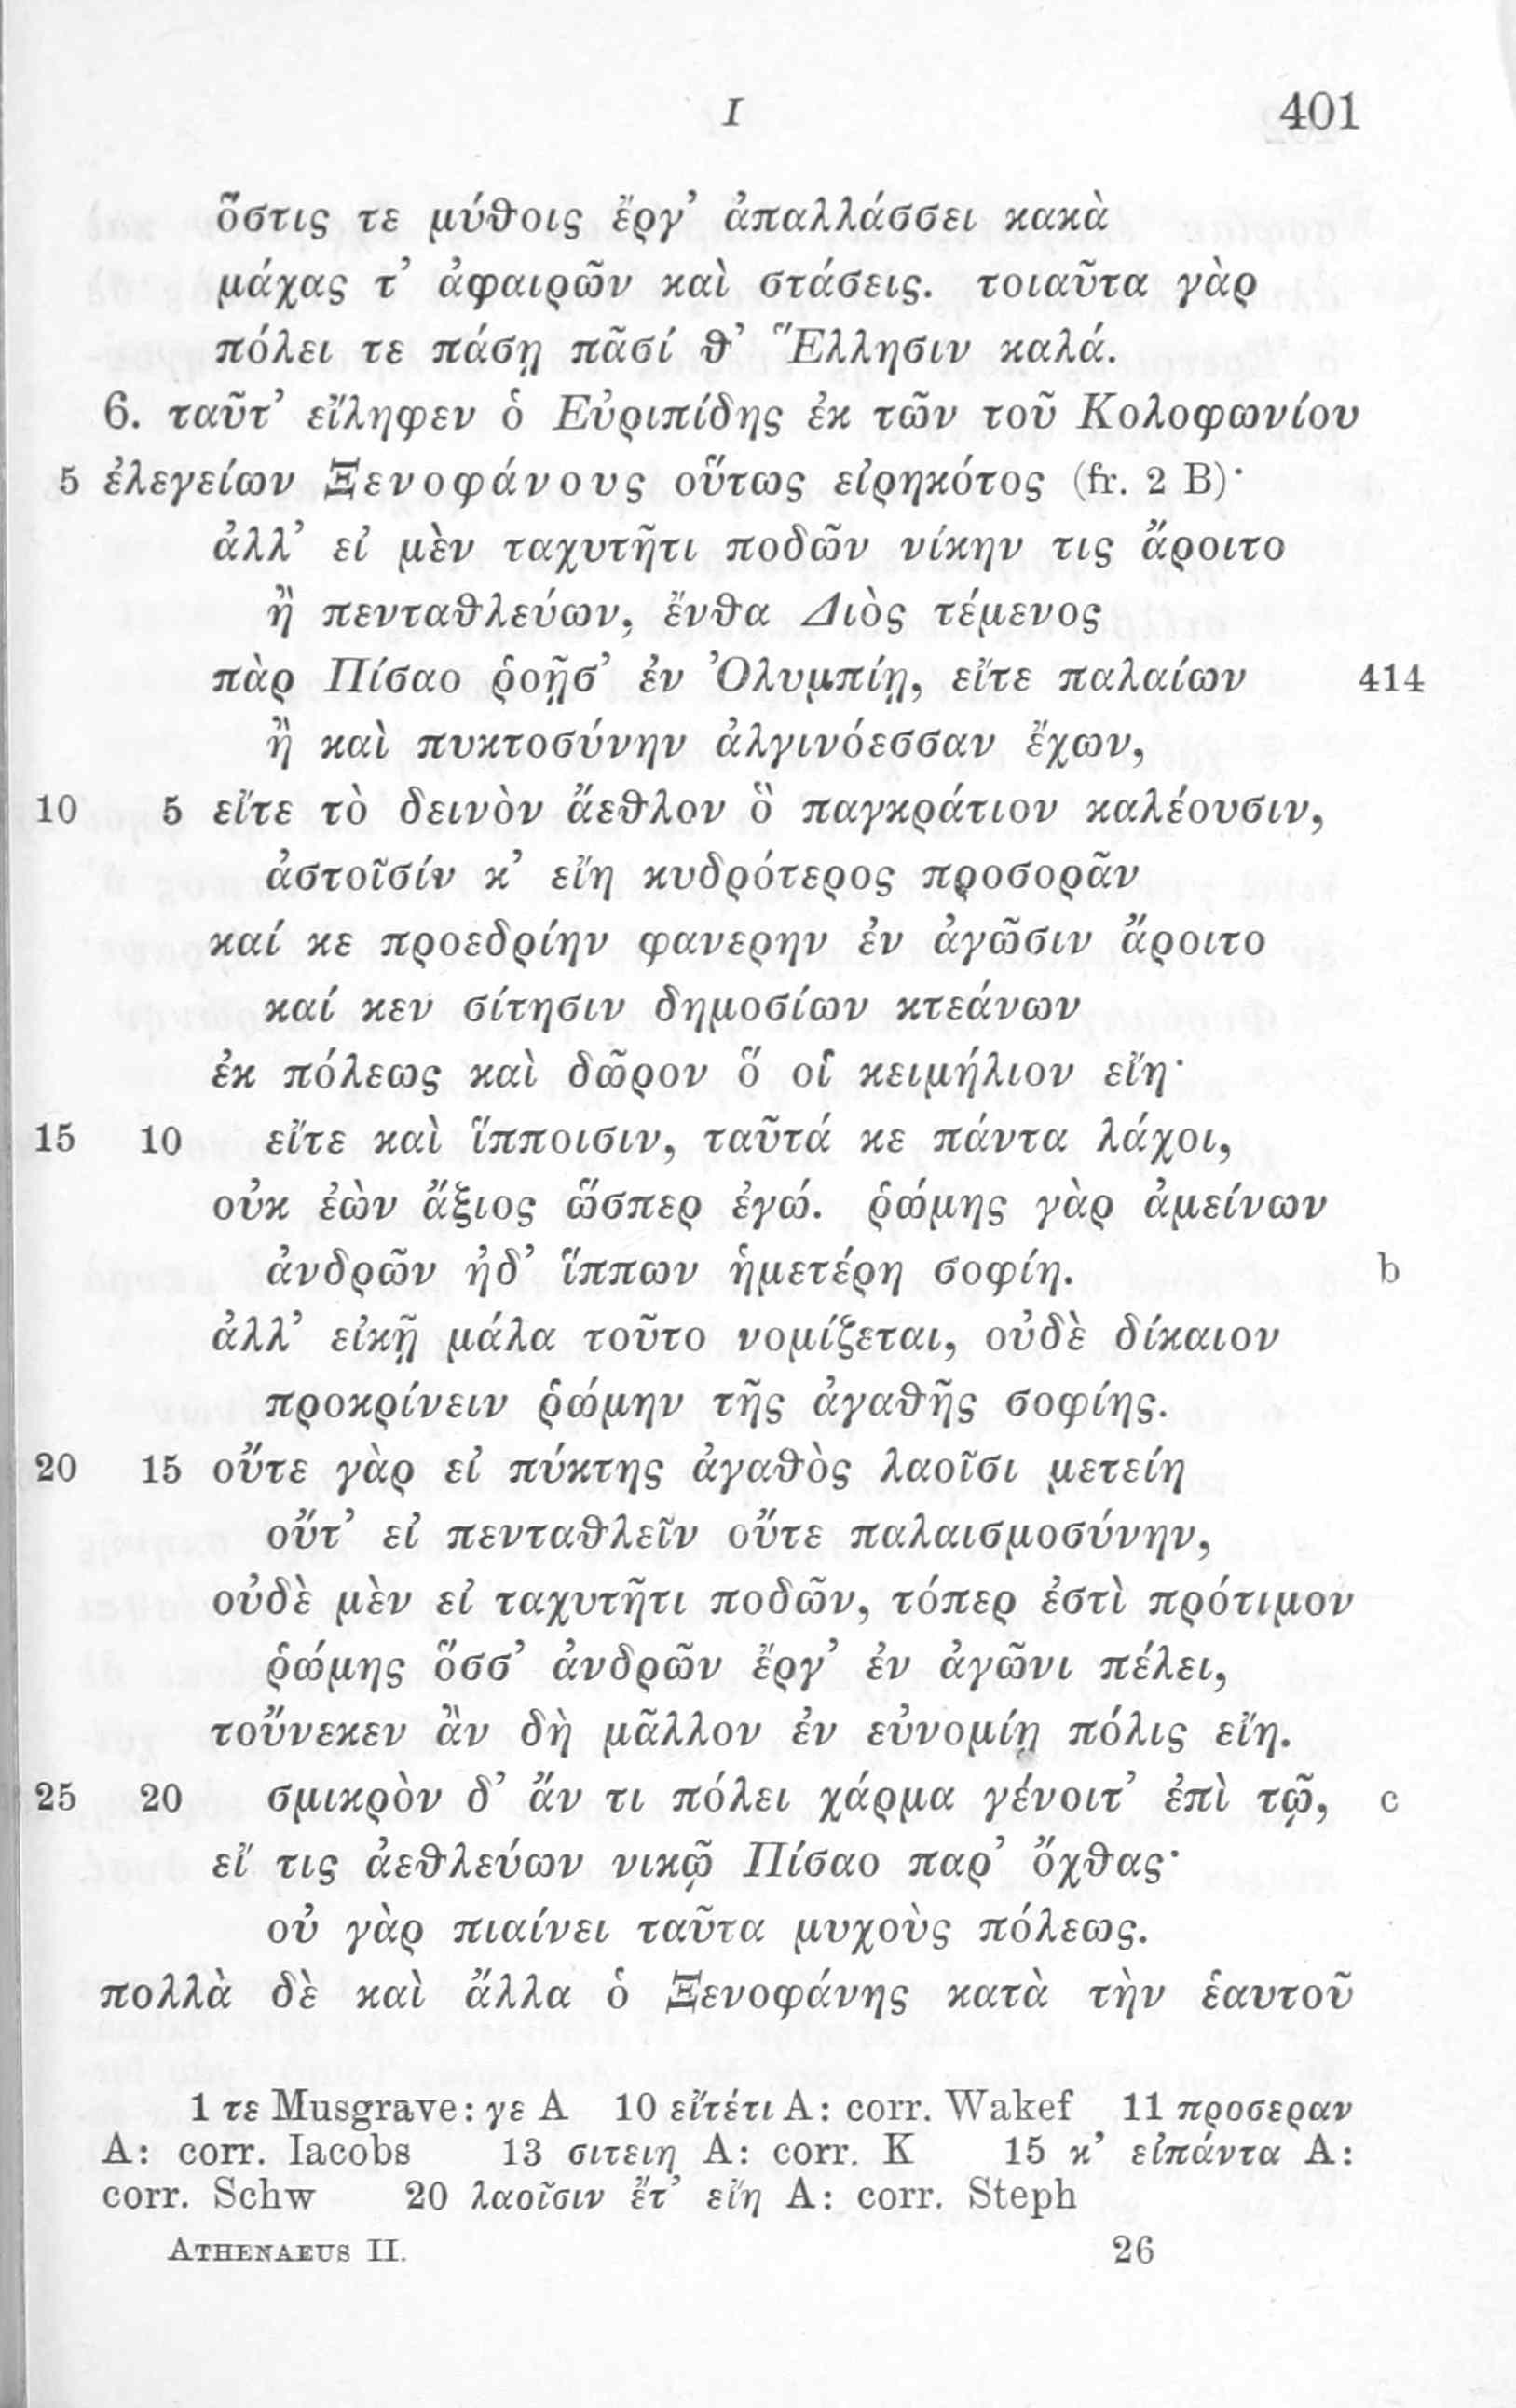 I 401
ὅστις τε μύθοις ἔργ’ ἀπαλλάσσει κακὰ
μάχας τ’ ἀφαιρῶν καὶ στάσεις. τοιαῦτα γὰρ
πόλει τε πάσῃ πᾶσί θ’ Ἕλλησιν καλά.
6. ταῦτ’ εἴληφεν ὁ Εὐριπίδης ἐκ τῶν τοῦ Κολοφωνίου
5 ἐλεγείων Ξενοφάνους οὕτως εἰρηκότος (fr. 2 B)·
ἀλλ’ εἰ μὲν ταχυτῆτι ποδῶν νίκην τις ἄροιτο
ἢ πενταθλεύων, ἔνθα Διὸς τέμενος
πὰρ Πίσαο ῥοῇσ’ ἐν Ὀλυμπίῃ, εἴτε παλαίων 414
ἢ καὶ πυκτοσύνην ἀλγινόεσσαν ἔχων,
10 5 εἴτε τὸ δεινὸν ἄεθλον ὃ παγκράτιον καλέουσιν,
ἀστοῖσίν κ’ εἴη κυδρότερος προσορᾶν
καί κε προεδρίην φανερην ἐν ἀγῶσιν ἄροιτο
καί κεν σίτησιν δημοσίων κτεάνων
ἐκ πόλεως καὶ δῶρον ὅ οἱ κειμήλιον εἴη·
15 10 εἴτε καὶ ἵπποισιν, ταῦτά κε πάντα λάχοι,
οὐκ ἐὼν ἄξιος ὥσπερ ἐγώ. ῥώμης γὰρ ἀμείνων
ἀνδρῶν ἠδ’ ἵππων ἡμετέρη σοφίη. b
ἀλλ’ εἰκῇ μάλα τοῦτο νομίζεται, οὐδὲ δίκαιον
προκρίνειν ῥώμην τῆς ἀγαθῆς σοφίης.
20 15 οὔτε γὰρ εἰ πύκτης ἀγαθὸς λαοῖσι μετείη
οὔτ’ εἰ πενταθλεῖν οὔτε παλαισμοσύνην,
οὐδὲ μὲν εἰ ταχυτῆτι ποδῶν, τόπερ ἐστὶ πρότιμον
ῥώμης ὅσσ’ ἀνδρῶν ἔργ’ ἐν ἀγῶνι πέλει,
τοὔνεκεν ἂν δὴ μᾶλλον ἐν εὐνομίῃ πόλις εἴη.
25 20 σμικρὸν δ’ ἄν τι πόλει χάρμα γένοιτ’ ἐπὶ τῷ, c
εἴ τις ἀεθλεύων νικῷ Πίσαο παρ’ ὄχθας·
οὐ γὰρ πιαίνει ταῦτα μυχοὺς πόλεως.
πολλὰ δὲ καὶ ἄλλα ὁ Ξενοφάνης κατὰ τὴν ἑαυτοῦ
1 τε Musgrave: γε A 10 εἴτέτι A: corr. Wakef 11 προσεραν
A: corr. Iacobs 13 σιτειη A: corr. K 15 κ’ εἰπάντα A:
corr. Schw 20 λαοῖσιν ἔτ’ εἴη A: corr. Steph
ATHENAEUS II. 26